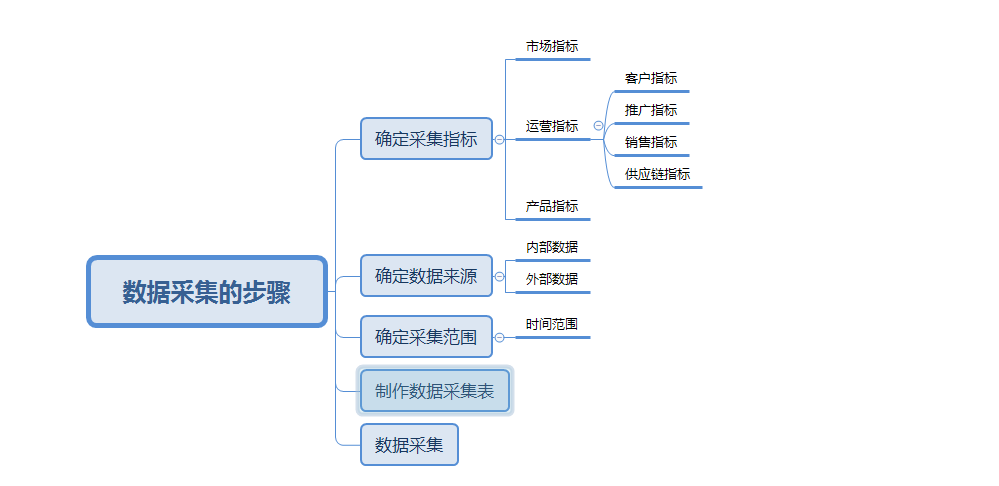 数据采集的步骤
确定采集指标
市场指标
运营指标
客户指标
推广指标
销售指标
供应链指标
产品指标
确定数据来源
内部数据
外部数据
确定采集范围
时间范围
制作数据采集表
数据采集